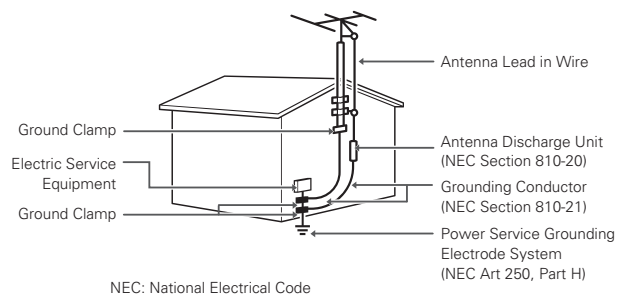 Antenna Lead in Wire
Ground Clamp
Antenna Discharge Unit
(NEC Section 810-20)
Electric Service
Equipment
Grounding Conductor
(NEC Section 810-21)
Ground Clamp
Power Service Grounding
Electrode System
(NEC Art 250, Part H)
NEC: National Electrical Code